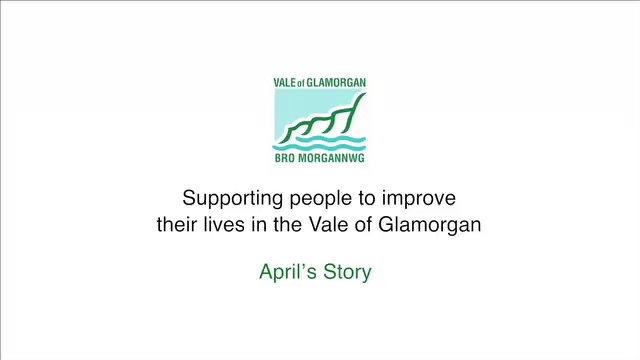 VALE of GLAMORGAN
BRO MORGANNWG
Supporting people to improve
their lives in the Vale of Glamorgan
April's Story